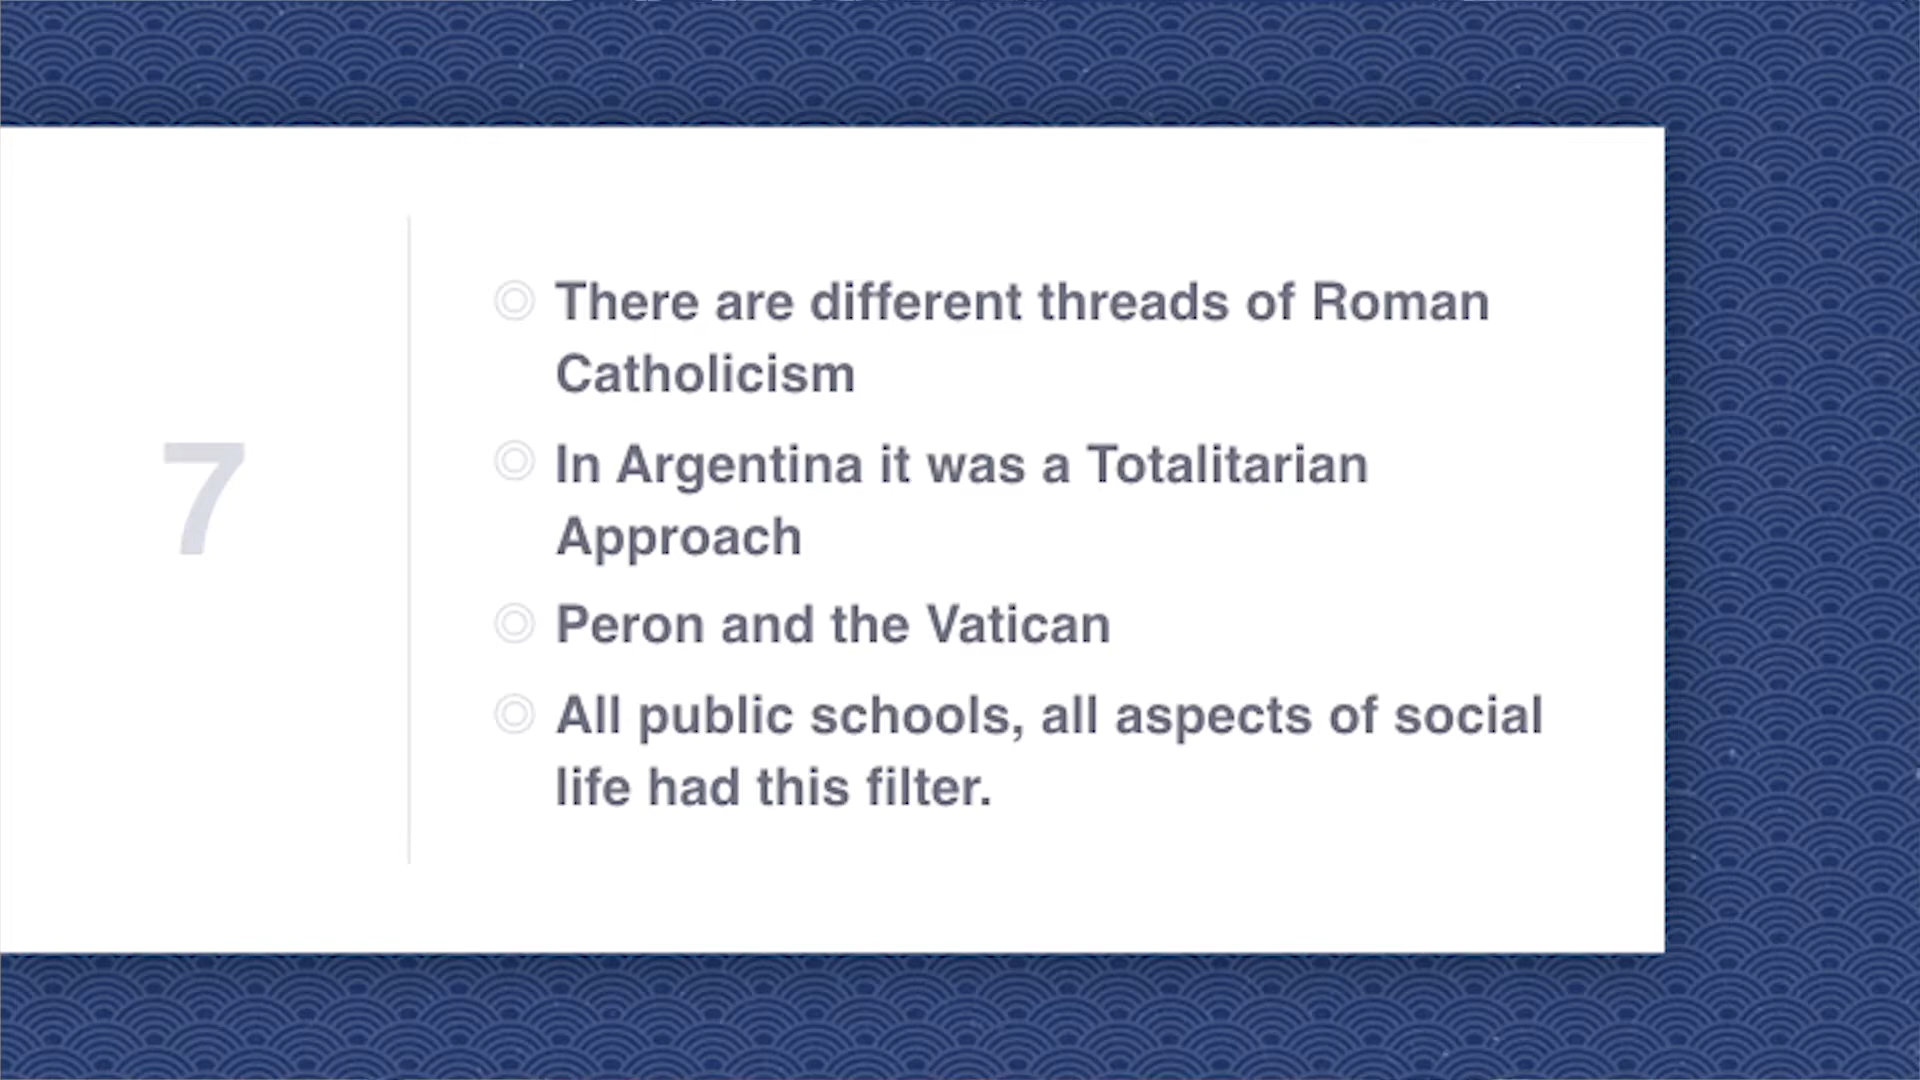 7
There are different threads of Roman
Catholicism
In Argentina it was a Totalitarian
Approach
Peron and the Vatican
All public schools, all aspects of social
life had this filter.